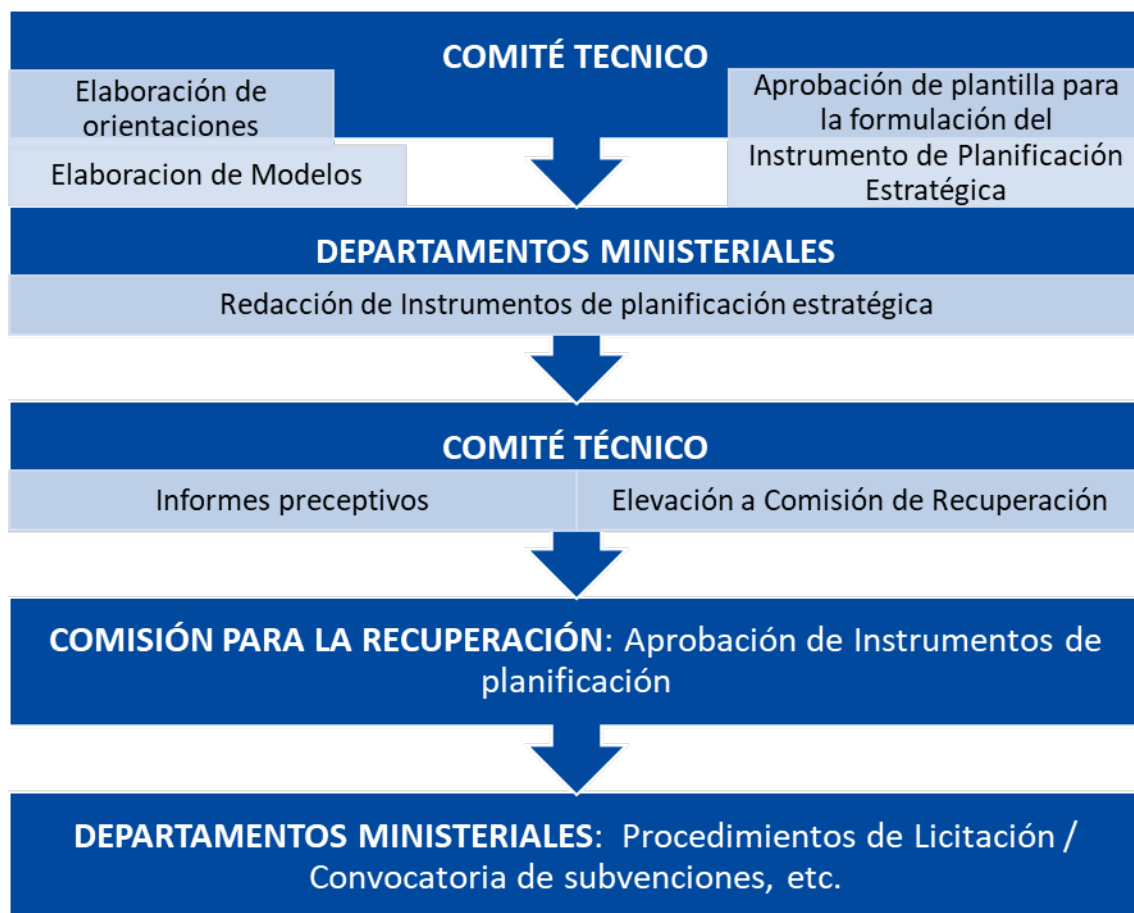 COMITÉ TECNICO
Elaboración de
orientaciones
Elaboracion de Modelos
Aprobación de plantilla para
la formulación del
Instrumento de Planificación
Estratégica
DEPARTAMENTOS MINISTERIALES
Redacción de Instrumentos de planificación estratégica
COMITÉ TÉCNICO
Informes preceptivos
Elevación a Comisión de Recuperación
COMISIÓN PARA LA RECUPERACIÓN: Aprobación de Instrumentos de
planificación
DEPARTAMENTOS MINISTERIALES: Procedimientos de Licitación /
Convocatoria de subvenciones, etc.